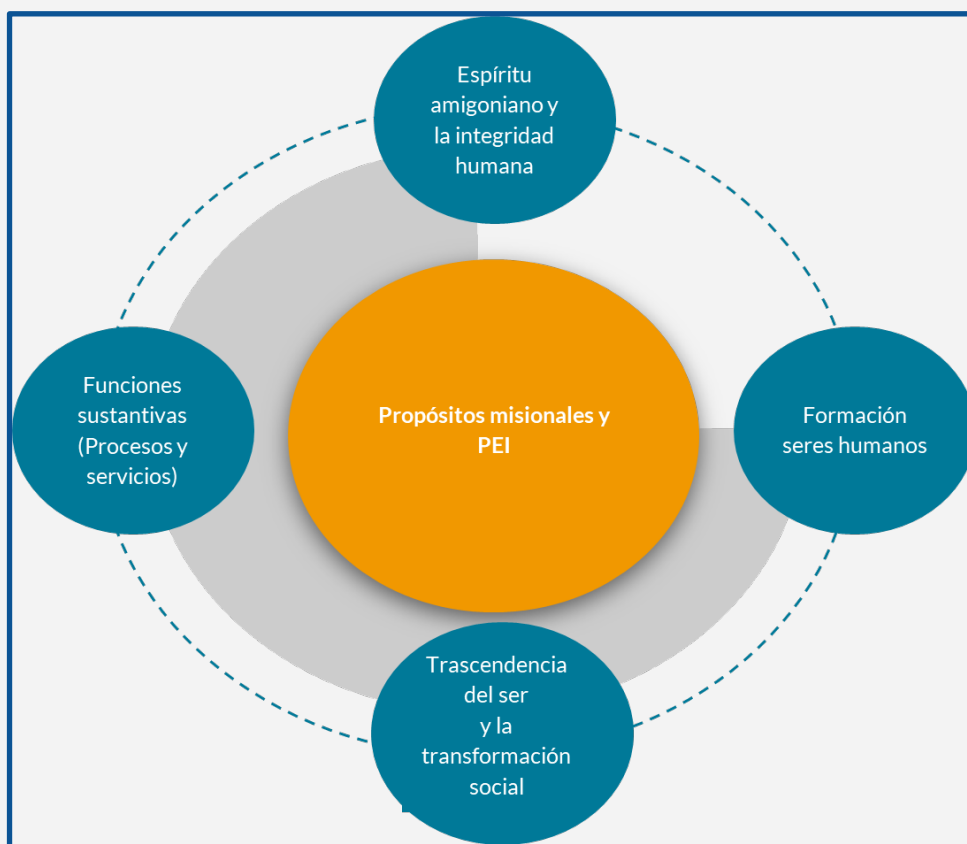 Espíritu
amigoniano y
la integridad
humana
Funciones
sustantivas
(Procesos y
servicios)
Propósitos misionales y
PEI
Formación
seres humanos
Trascendencia
del ser
y la
transformación
social